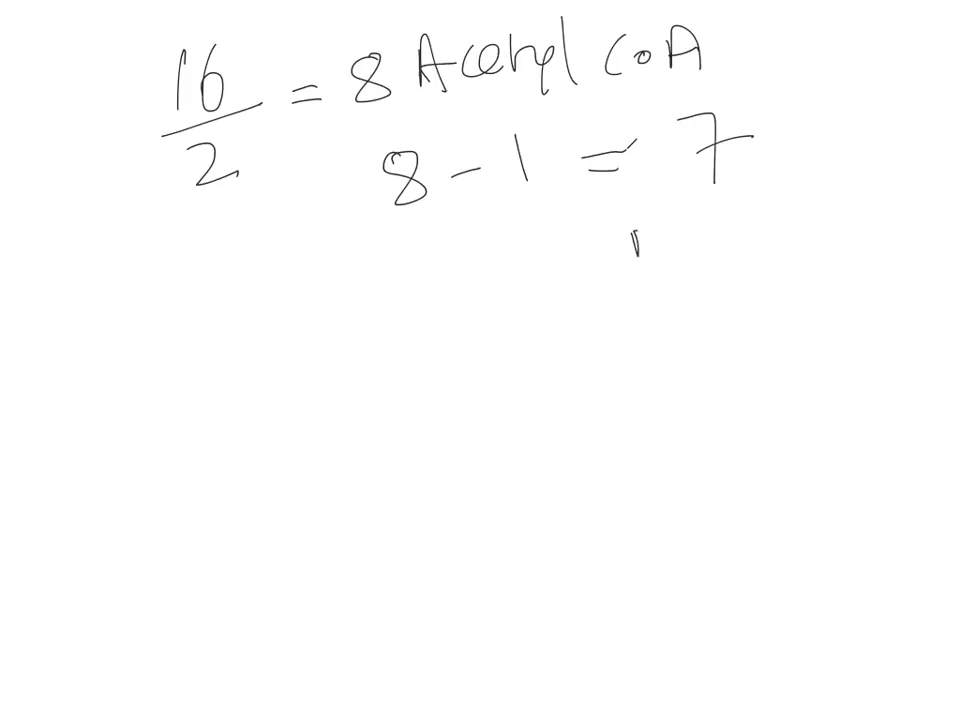 16/2 = 8 Acetyl CoA
8 - 1 = 7